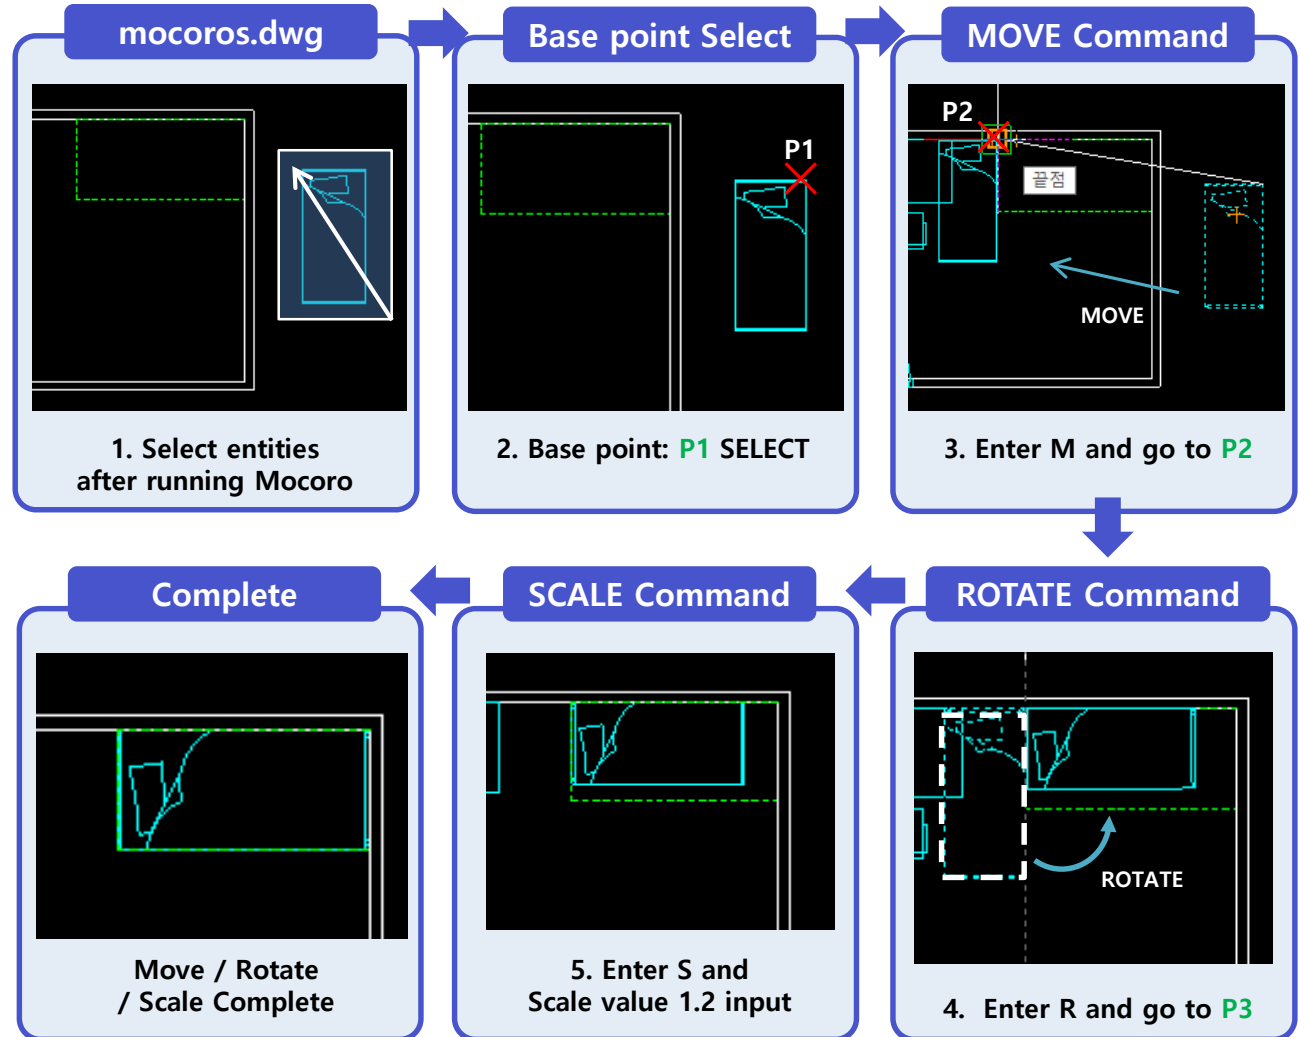 mocoros.dwg
Base point Select
MOVE Command
P1
P2
끝점
MOVE
1. Select entities
after running Mocoro
2. Base point: P1 SELECT
3. Enter M and go to P2
ROTATE Command
ROTATE
4. Enter R and go to P3
SCALE Command
5. Enter S and
Scale value 1.2 input
Complete
Move / Rotate
/ Scale Complete